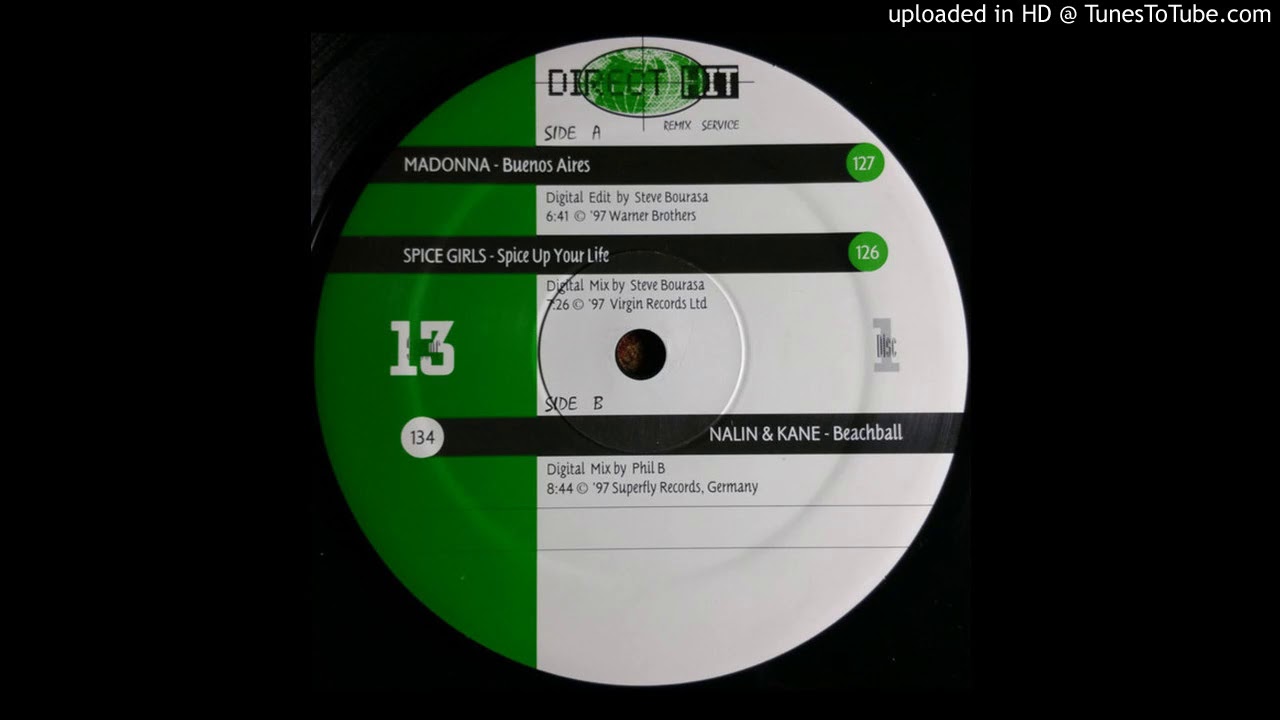 uploaded in HD @ TunesToTube.com
DIRECT HIT
REMIX SERVICE
SIDE A
MADONNA - Buenos Aires 127
Digital Edit by Steve Bourasa
6:41 © '97 Warner Brothers
SPICE GIRLS - Spice Up Your Life 126
Digital Mix by Steve Bourasa
7:26 © '97 Virgin Records Ltd
13
Disc 1
SIDE B
134 NALIN & KANE - Beachball
Digital Mix by Phil B
8:44 © '97 Superfly Records, Germany